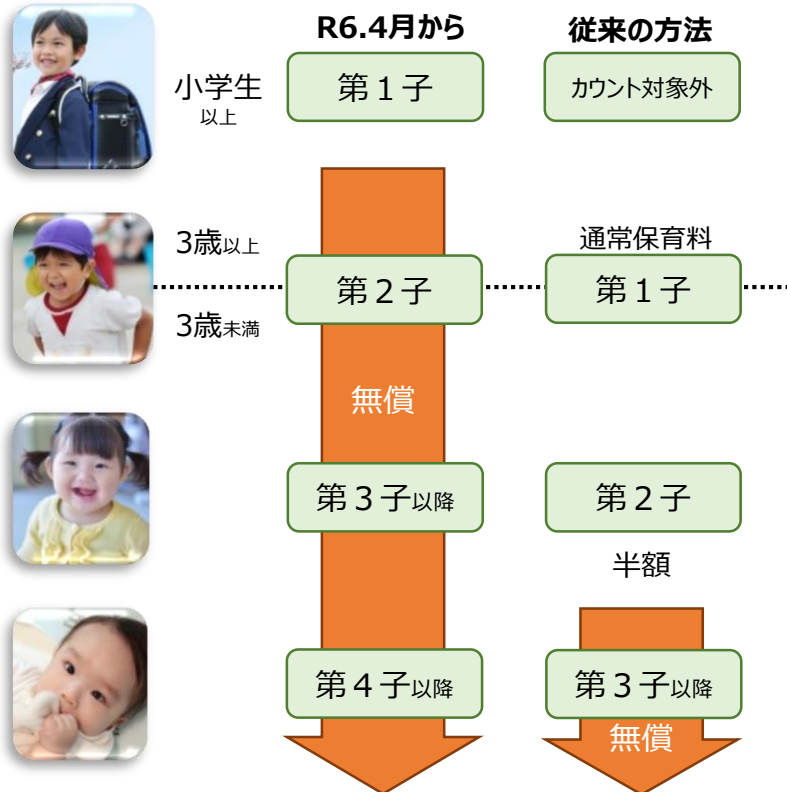 R6.4月から 従来の方法
小学生
以上
第1子 カウント対象外
通常保育料
3歳以上
第2子 第1子
3歳未満
無償
第3子以降 第2子
半額
第4子以降 第3子以降
無償